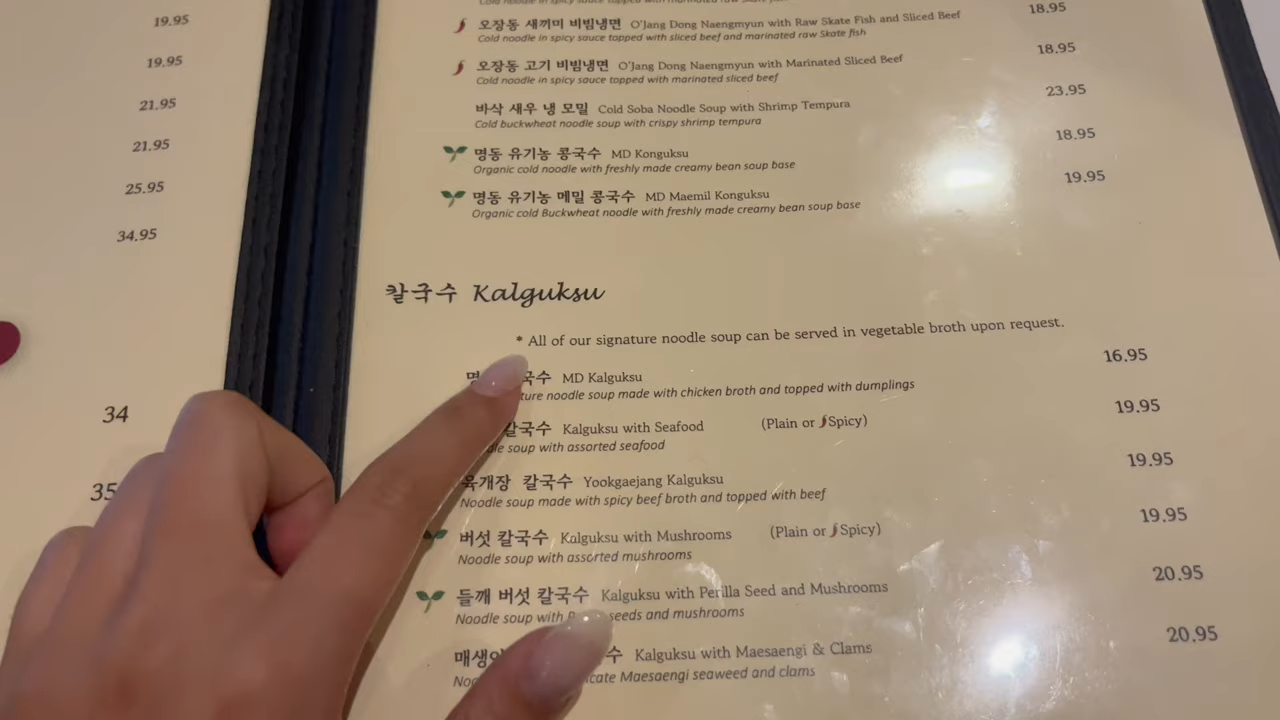 19.95
19.95
21.95
21.95
25.95
34.95
34
35
오장동 새끼미 비빔냉면 O'Jang Dong Naengmyun with Raw Skate Fish and Sliced Beef 18.95
Cold noodle in spicy sauce topped with sliced beef and marinated raw Skate fish
오장동 고기 비빔냉면 O'Jang Dong Naengmyun with Marinated Sliced Beef 18.95
Cold noodle in spicy sauce topped with marinated sliced beef
바삭 새우 냉 모밀 Cold Soba Noodle Soup with Shrimp Tempura 23.95
Cold buckwheat noodle soup with crispy shrimp tempura
명동 유기농 콩국수 MD Konguksu 18.95
Organic cold noodle with freshly made creamy bean soup base
명동 유기농 메밀 콩국수 MD Maemil Konguksu 19.95
Organic cold Buckwheat noodle with freshly made creamy bean soup base
칼국수 Kalguksu
* All of our signature noodle soup can be served in vegetable broth upon request.
국수 MD Kalguksu 16.95
noodle soup made with chicken broth and topped with dumplings
칼국수 Kalguksu with Seafood (Plain or Spicy) 19.95
soup with assorted seafood
육개장 칼국수 Yookgaejang Kalguksu 19.95
Noodle soup made with spicy beef broth and topped with beef
버섯 칼국수 Kalguksu with Mushrooms (Plain or Spicy) 19.95
Noodle soup with assorted mushrooms
들깨 버섯 칼국수 Kalguksu with Perilla Seed and Mushrooms 20.95
Noodle soup with seeds and mushrooms
매생이 수 Kalguksu with Maesaengi & Clams 20.95
Maesaengi seaweed and clams